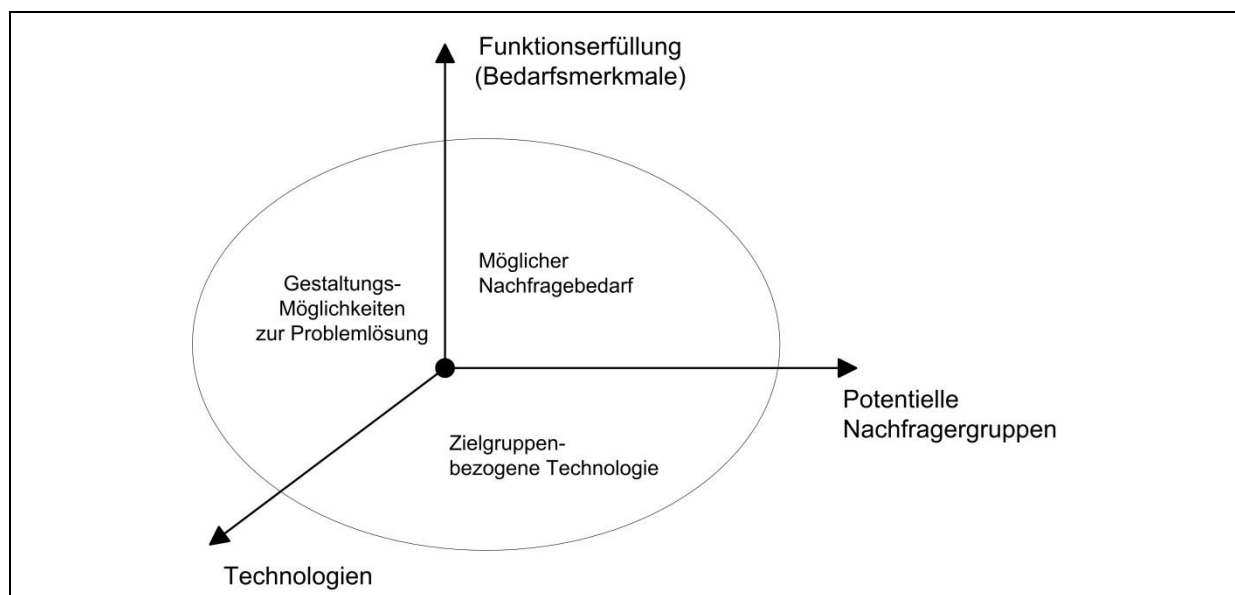 Funktionserfüllung
(Bedarfsmerkmale)
Möglicher
Nachfragebedarf
Gestaltungs-
Möglichkeiten
zur Problemlösung
Potentielle
Nachfragergruppen
Zielgruppen-
bezogene Technologie
Technologien